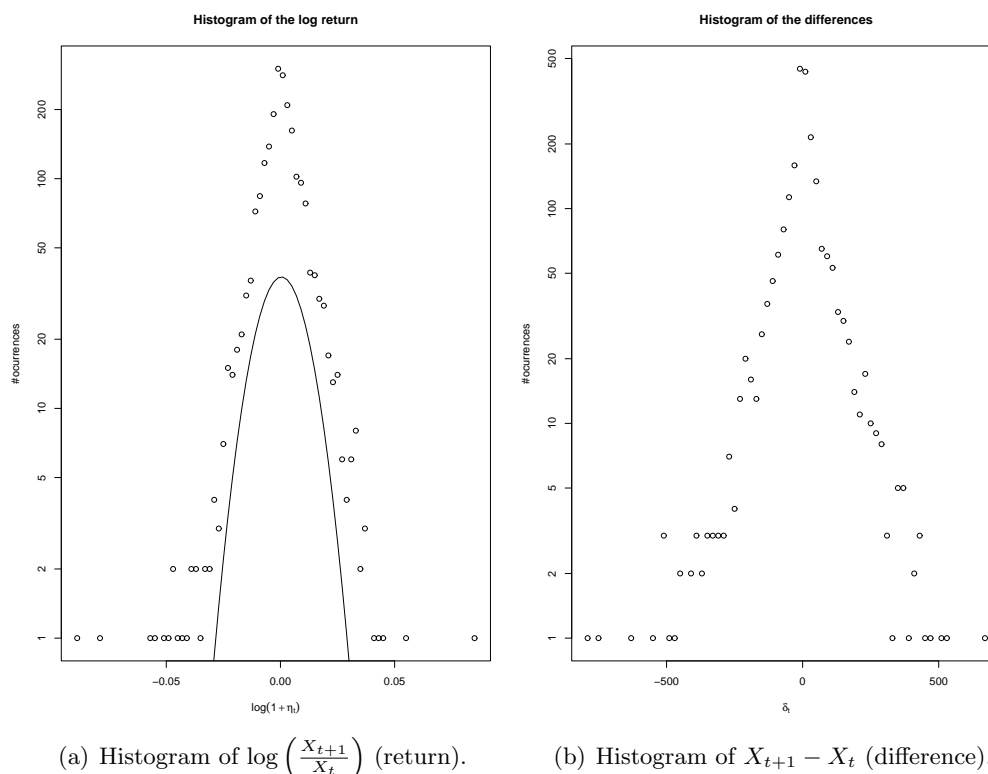 Histogram of the log return
#ocurrences
200
100
50
20
10
5
2
1
−0.05
0.00
0.05
log(1+ηt)
(a) Histogram of log (Xt+1/Xt) (return).
Histogram of the differences
#ocurrences
500
200
100
50
20
10
5
2
1
−500
0
500
δt
(b) Histogram of Xt+1 − Xt (difference).